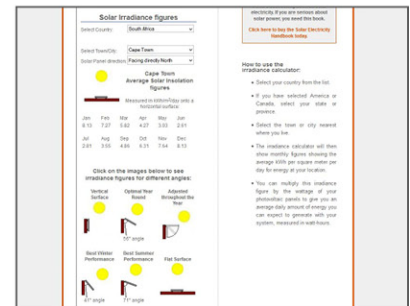 Solar Irradiance figures
Select Country: South Africa
Select Town/City: Cape Town
Solar Panel direction: Facing directly North
Cape Town
Average Solar Insolation
figures
Measured in kWh/m²/day onto a
horizontal surface:
Jan Feb Mar Apr May Jun
Jul Aug Sep Oct Nov Dec
Click on the images below to see
irradiance figures for different angles:
Vertical
Surface
Optimal Year
Round
Adjusted
throughout the
Year
Best Winter
Performance
Best Summer
Performance
Flat Surface
electricity. If you are serious about
solar power, you need this book.
Click here to buy the Solar Electricity
Handbook today.
How to use the
irradiance calculator:
Select your country from the list.
If you have selected America or
Canada, select your state or
province.
Select the town or city nearest
where you live.
The irradiance calculator will then
show monthly figures showing the
average kWh per square meter per
day for energy at your location.
You can multiply this irradiance
figure by the wattage of your
photovoltaic panels to give you an
average daily amount of energy you
can expect to generate with your
system, measured in watt-hours.